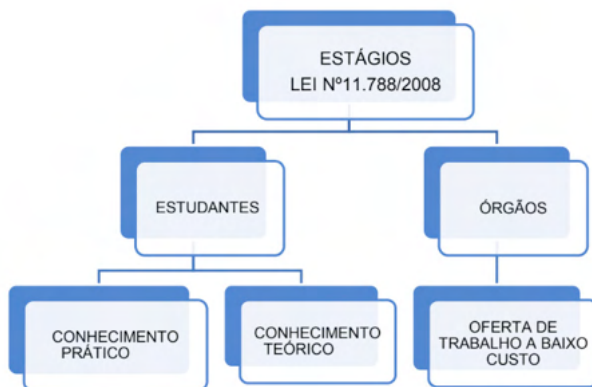 ESTÁGIOS
LEI Nº11.788/2008
ESTUDANTES
ÓRGÃOS
CONHECIMENTO
PRÁTICO
CONHECIMENTO
TEÓRICO
OFERTA DE
TRABALHO A BAIXO
CUSTO